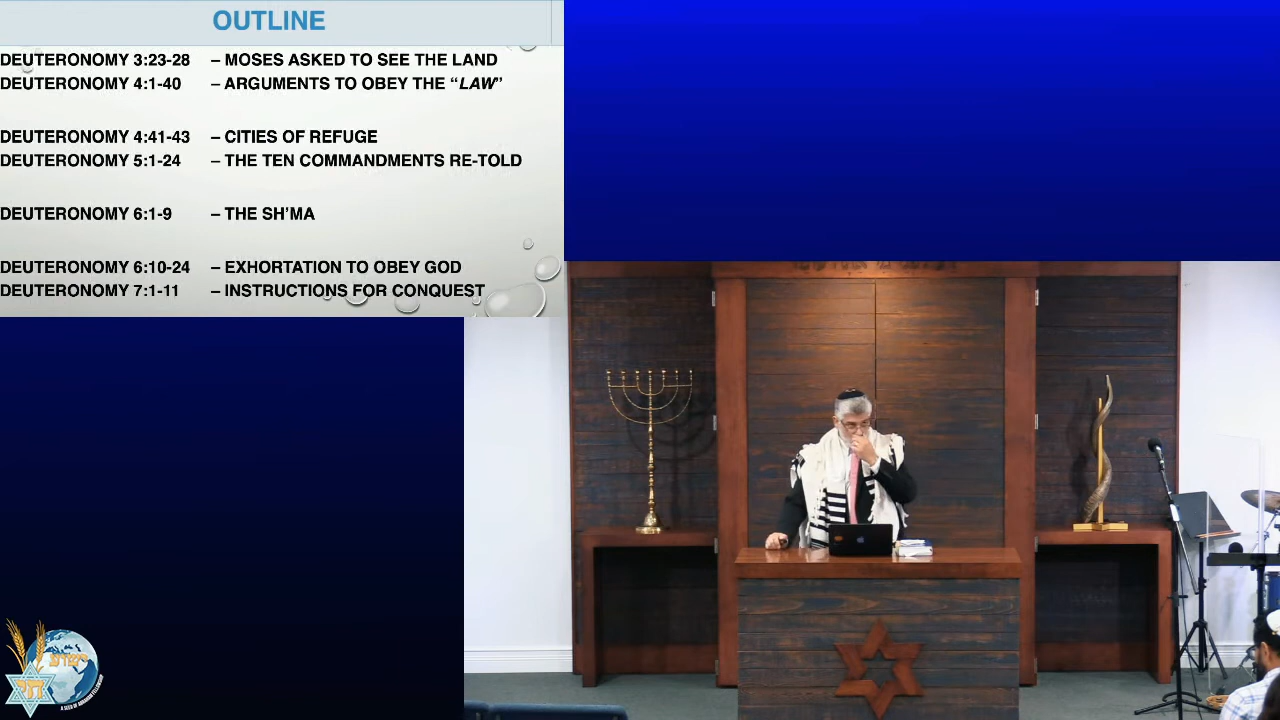 OUTLINE
DEUTERONOMY 3:23-28 – MOSES ASKED TO SEE THE LAND
DEUTERONOMY 4:1-40 – ARGUMENTS TO OBEY THE “LAW”
DEUTERONOMY 4:41-43 – CITIES OF REFUGE
DEUTERONOMY 5:1-24 – THE TEN COMMANDMENTS RE-TOLD
DEUTERONOMY 6:1-9 – THE SH’MA
DEUTERONOMY 6:10-24 – EXHORTATION TO OBEY GOD
DEUTERONOMY 7:1-11 – INSTRUCTIONS FOR CONQUEST
ישוע
חי